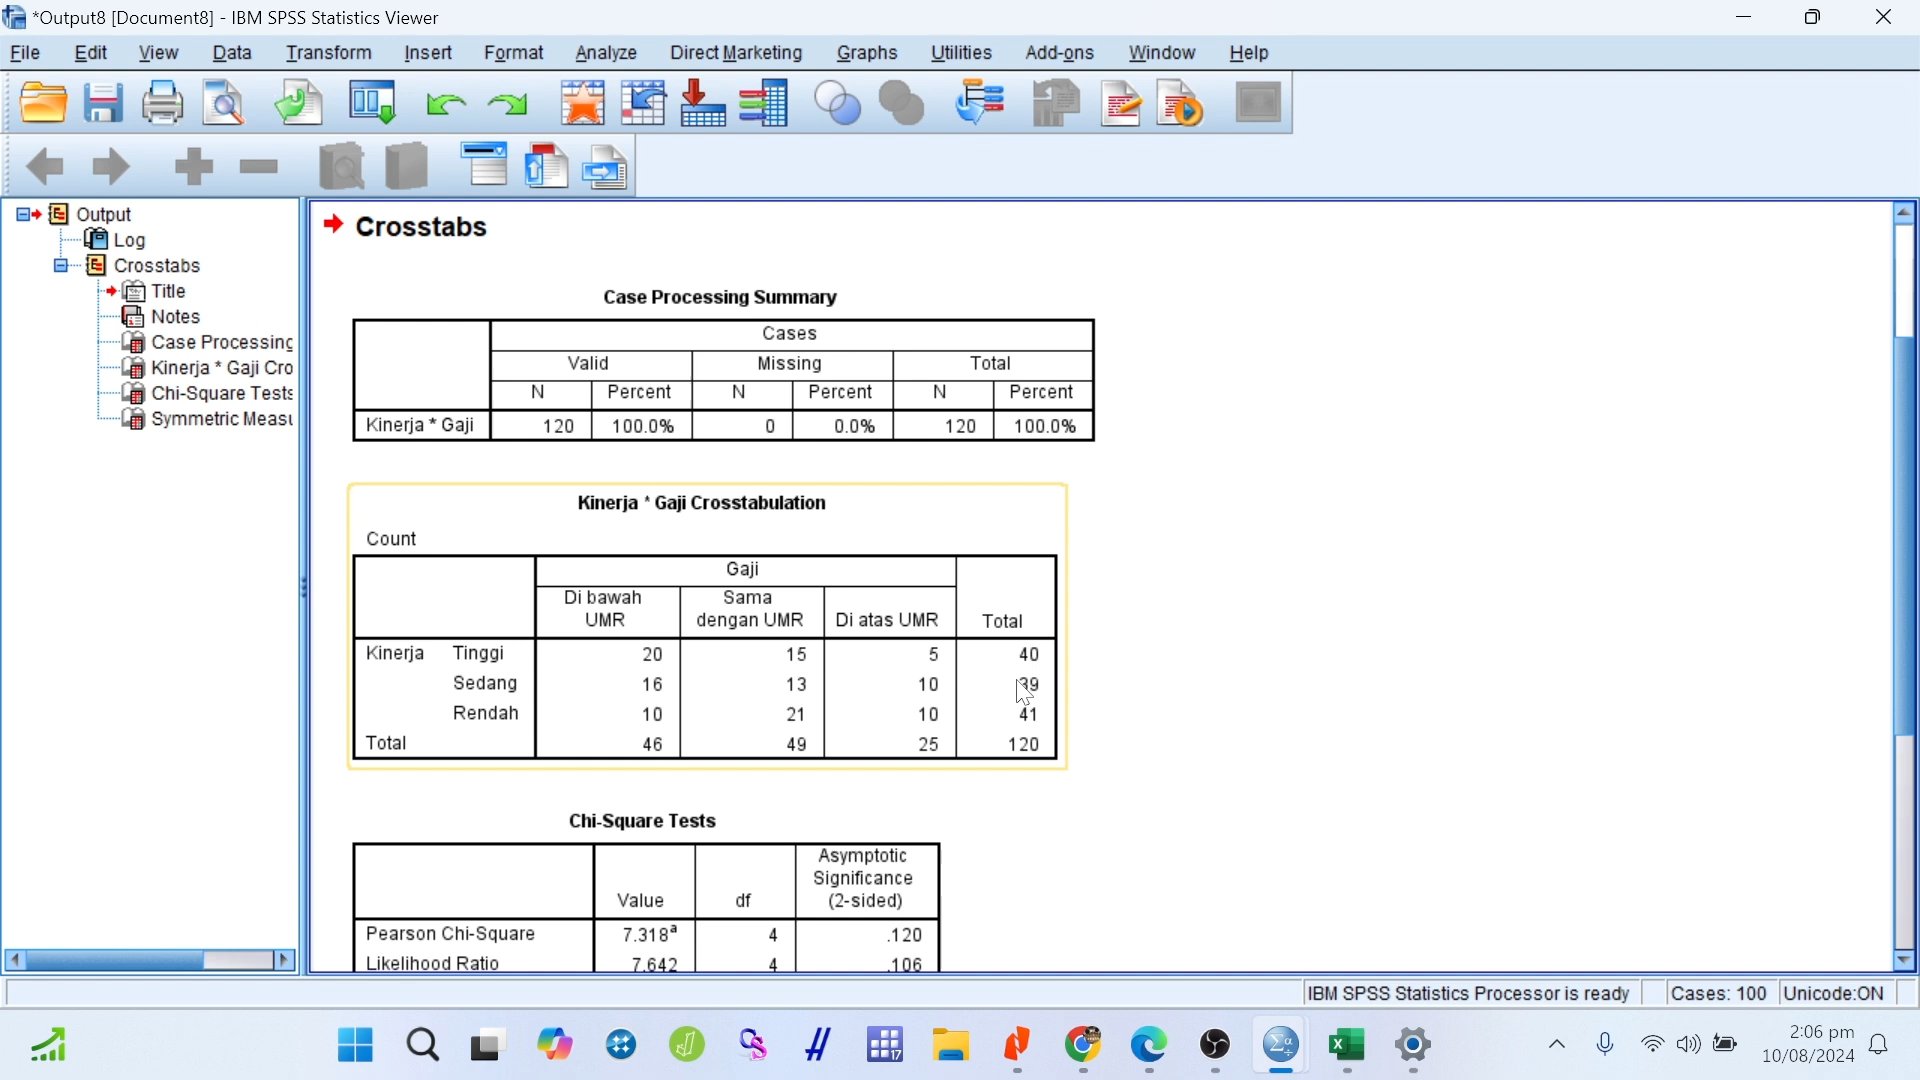 *Output8 [Document8] - IBM SPSS Statistics Viewer
File Edit View Data Transform Insert Format Analyze Direct Marketing Graphs Utilities Add-ons Window Help
Output
Log
Crosstabs
Title
Notes
Case Processing
Kinerja * Gaji Cro
Chi-Square Tests
Symmetric Measu
Crosstabs
Case Processing Summary
Cases
Valid Missing Total
N Percent N Percent N Percent
Kinerja * Gaji 120 100.0% 0 0.0% 120 100.0%
Kinerja * Gaji Crosstabulation
Count
Gaji
Di bawah UMR Sama dengan UMR Di atas UMR Total
Kinerja Tinggi 20 15 5 40
Sedang 16 13 10 39
Rendah 10 21 10 41
Total 46 49 25 120
Chi-Square Tests
Value df Asymptotic Significance (2-sided)
Pearson Chi-Square 7.318a 4 .120
Likelihood Ratio 7.642 4 .106
IBM SPSS Statistics Processor is ready Cases: 100 Unicode:ON
17
2:06 pm
10/08/2024